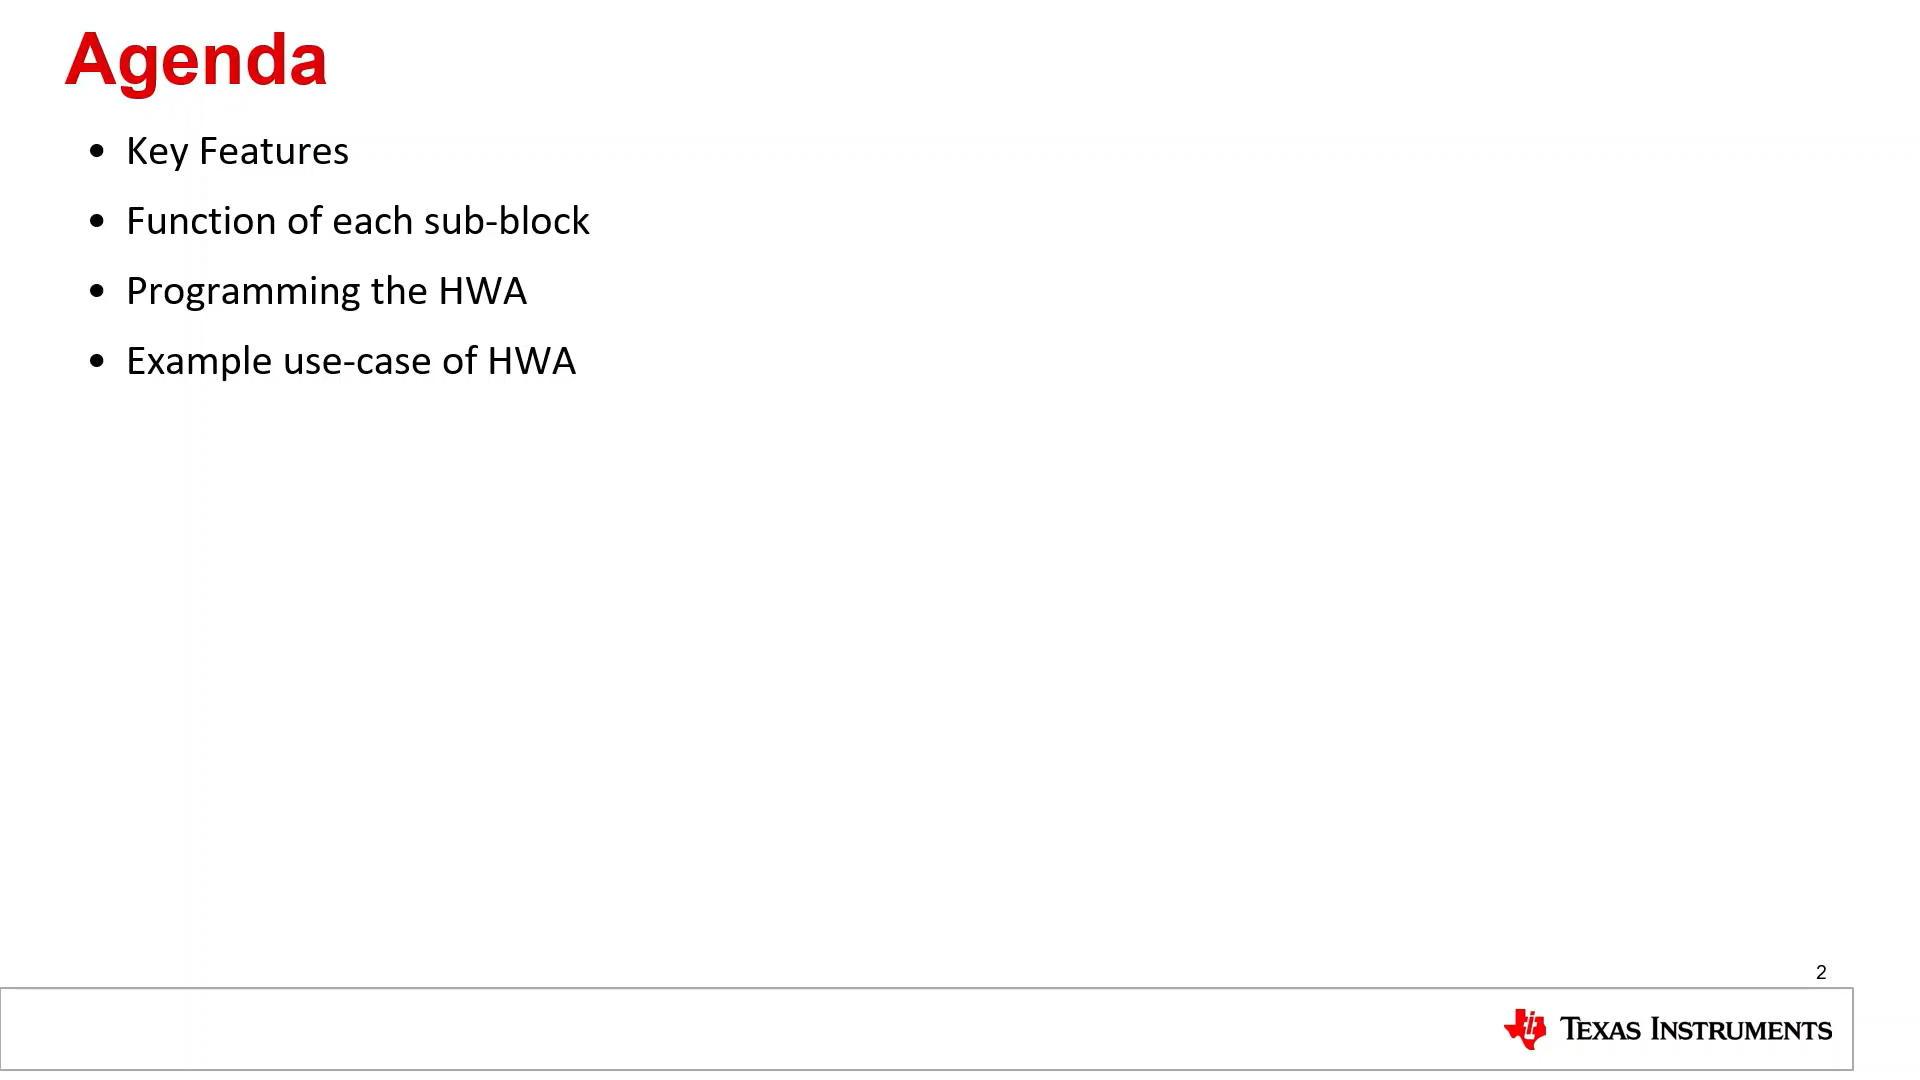 Agenda
• Key Features
• Function of each sub-block
• Programming the HWA
• Example use-case of HWA
2
TEXAS INSTRUMENTS